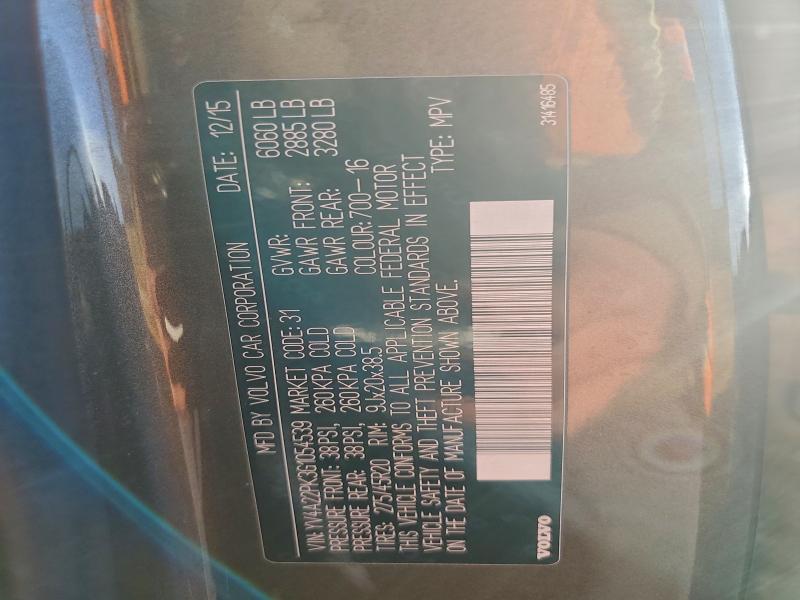 MFD BY VOLVO CAR CORPORATION DATE: 12/15
VIN: YV4A22PK3G1054539 MARKET CODE: 31 GVWR: 6060 LB
PRESSURE FRONT: 38PSI, 260KPA COLD GAWR FRONT: 2885 LB
PRESSURE REAR: 38PSI, 260KPA COLD GAWR REAR: 3280 LB
TIRES: 275/45R20 RIM: 9Jx20x38.5 COLOUR: 700-16
THIS VEHICLE CONFORMS TO ALL APPLICABLE FEDERAL MOTOR
VEHICLE SAFETY AND THEFT PREVENTION STANDARDS IN EFFECT
ON THE DATE OF MANUFACTURE SHOWN ABOVE. TYPE: MPV
VOLVO 31416485